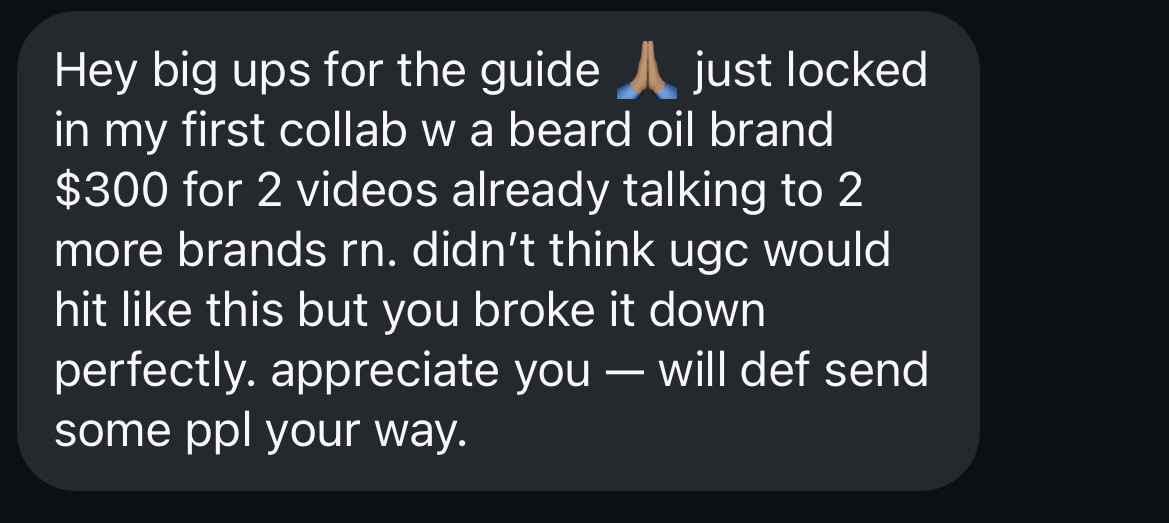 Hey big ups for the guide 🙏🏽 just locked
in my first collab w a beard oil brand
$300 for 2 videos already talking to 2
more brands rn. didn’t think ugc would
hit like this but you broke it down
perfectly. appreciate you — will def send
some ppl your way.